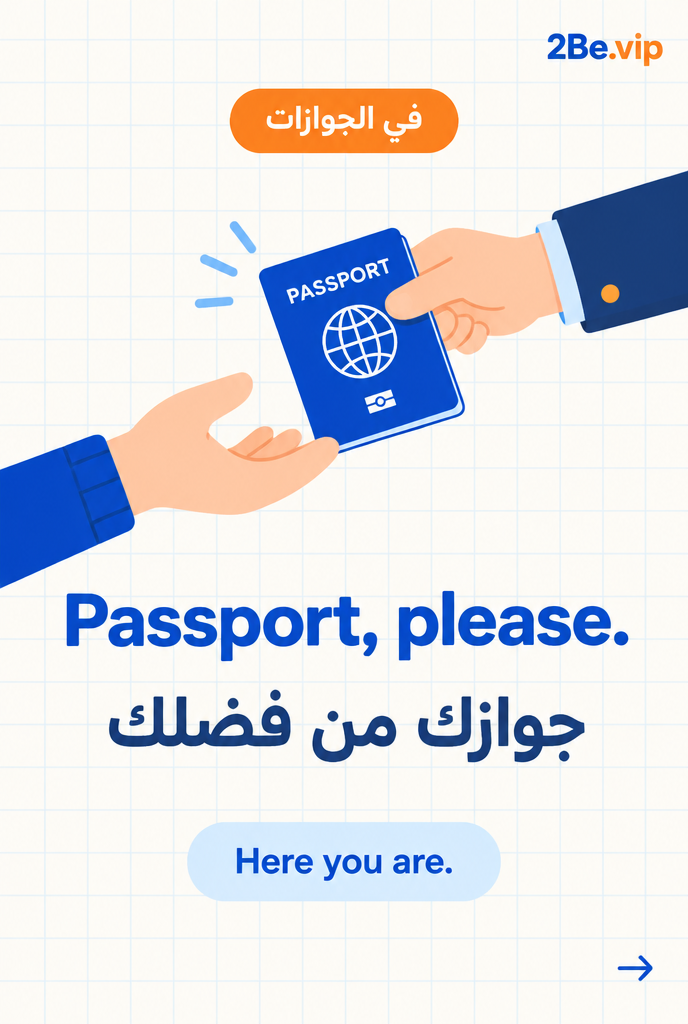 2Be.vip
في الجوازات
PASSPORT
Passport, please.
جوازك من فضلك
Here you are.